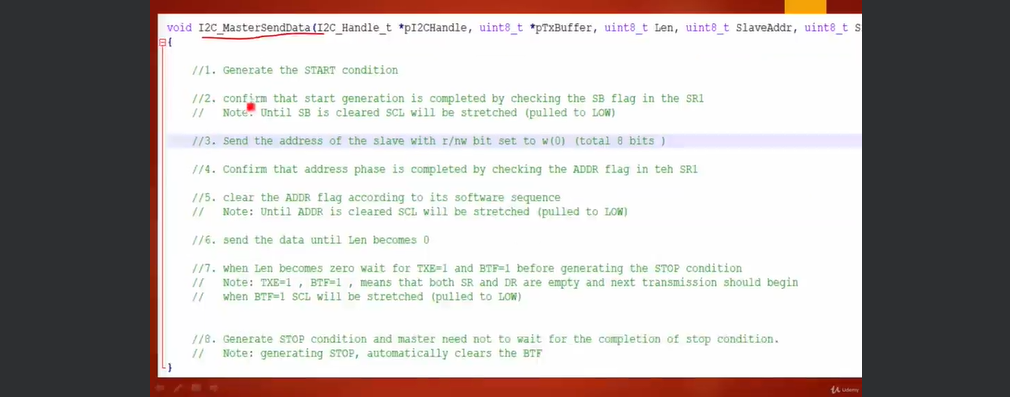 void I2C_MasterSendData(I2C_Handle_t *pI2CHandle, uint8_t *pTxBuffer, uint8_t Len, uint8_t SlaveAddr, uint8_t S
{
//1. Generate the START condition
//2. confirm that start generation is completed by checking the SB flag in the SR1
// Note: Until SB is cleared SCL will be stretched (pulled to LOW)
//3. Send the address of the slave with r/nw bit set to w(0) (total 8 bits )
//4. Confirm that address phase is completed by checking the ADDR flag in teh SR1
//5. clear the ADDR flag according to its software sequence
// Note: Until ADDR is cleared SCL will be stretched (pulled to LOW)
//6. send the data until Len becomes 0
//7. when Len becomes zero wait for TXE=1 and BTF=1 before generating the STOP condition
// Note: TXE=1 , BTF=1 , means that both SR and DR are empty and next transmission should begin
// when BTF=1 SCL will be stretched (pulled to LOW)
//8. Generate STOP condition and master need not to wait for the completion of stop condition.
// Note: generating STOP, automatically clears the BTF
}
Udemy